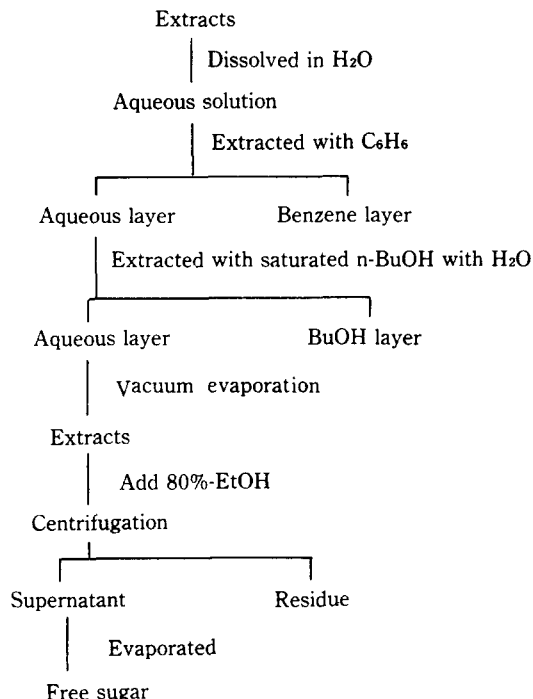 Extracts
Dissolved in H₂O
Aqueous solution
Extracted with C₆H₆
Aqueous layer Benzene layer
Extracted with saturated n-BuOH with H₂O
Aqueous layer BuOH layer
Vacuum evaporation
Extracts
Add 80%-EtOH
Centrifugation
Supernatant Residue
Evaporated
Free sugar